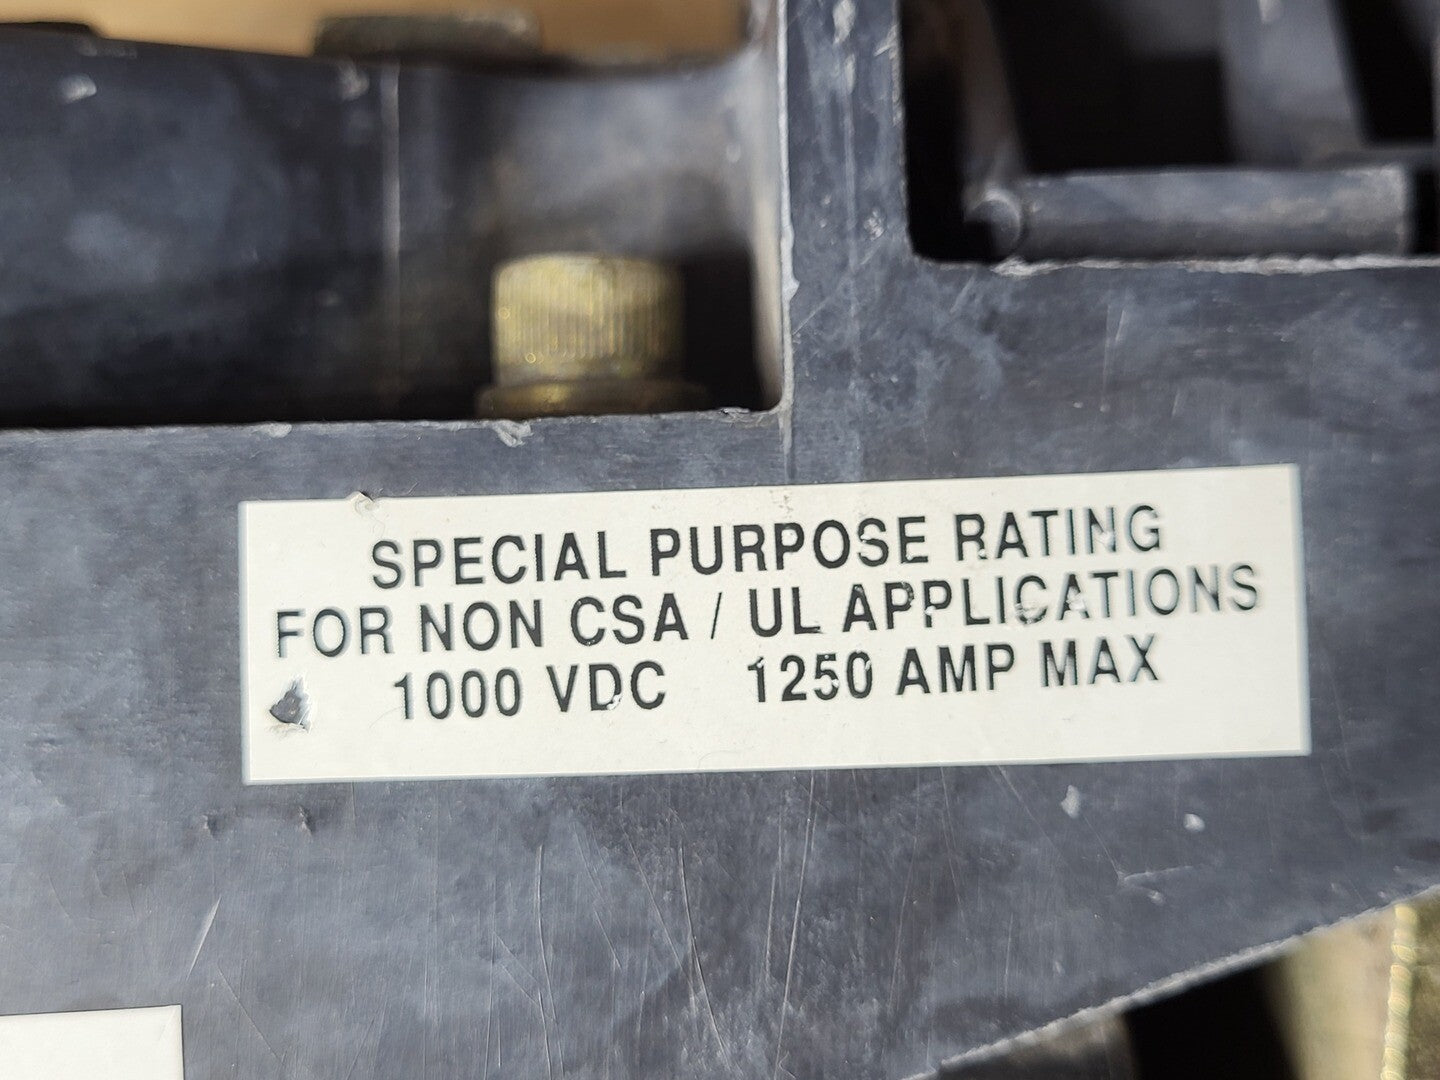 SPECIAL PURPOSE RATING
FOR NON CSA / UL APPLICATIONS
1000 VDC 1250 AMP MAX